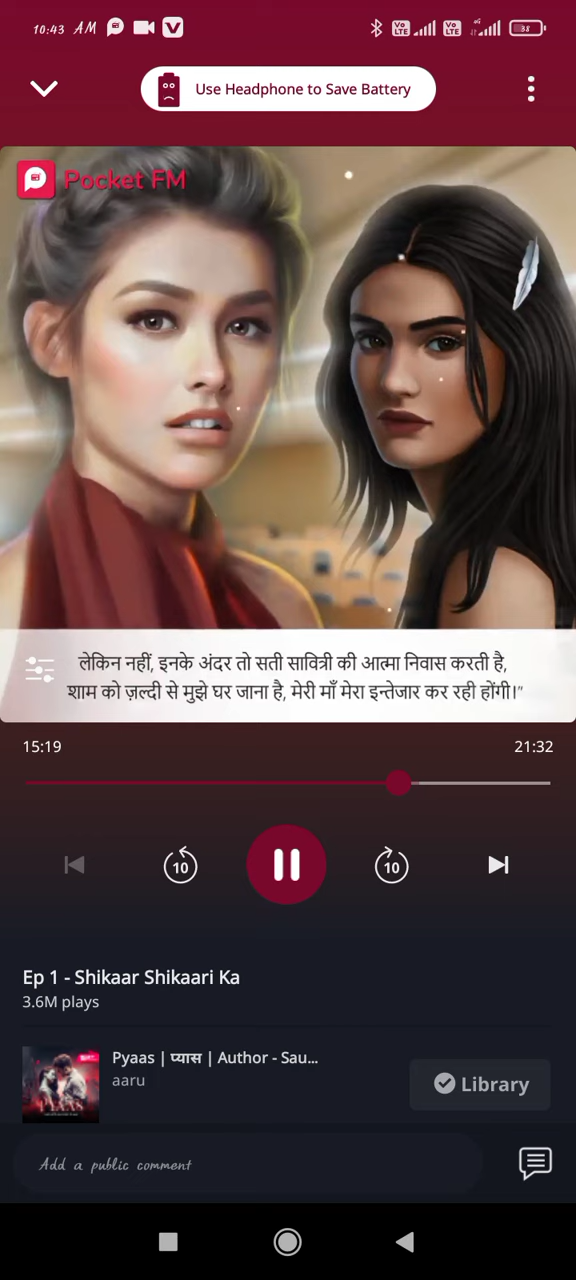 10:43 AM
38
Use Headphone to Save Battery
Pocket FM
लेकिन नहीं, इनके अंदर तो सती सावित्री की आत्मा निवास करती है,
शाम को ज़ल्दी से मुझे घर जाना है, मेरी माँ मेरा इन्तेजार कर रही होंगी।”
15:19 21:32
10 10
Ep 1 - Shikaar Shikaari Ka
3.6M plays
Pyaas | प्यास | Author - Sau...
aaru
Library
PYAAS
Add a public comment